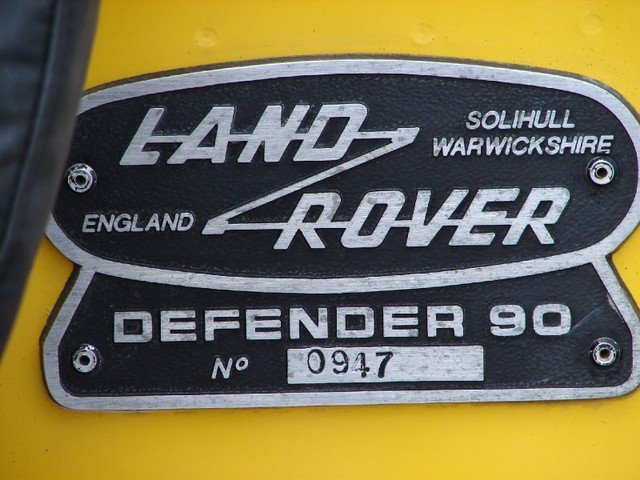 LAND ROVER
SOLIHULL
WARWICKSHIRE
ENGLAND
DEFENDER 90
No 0947